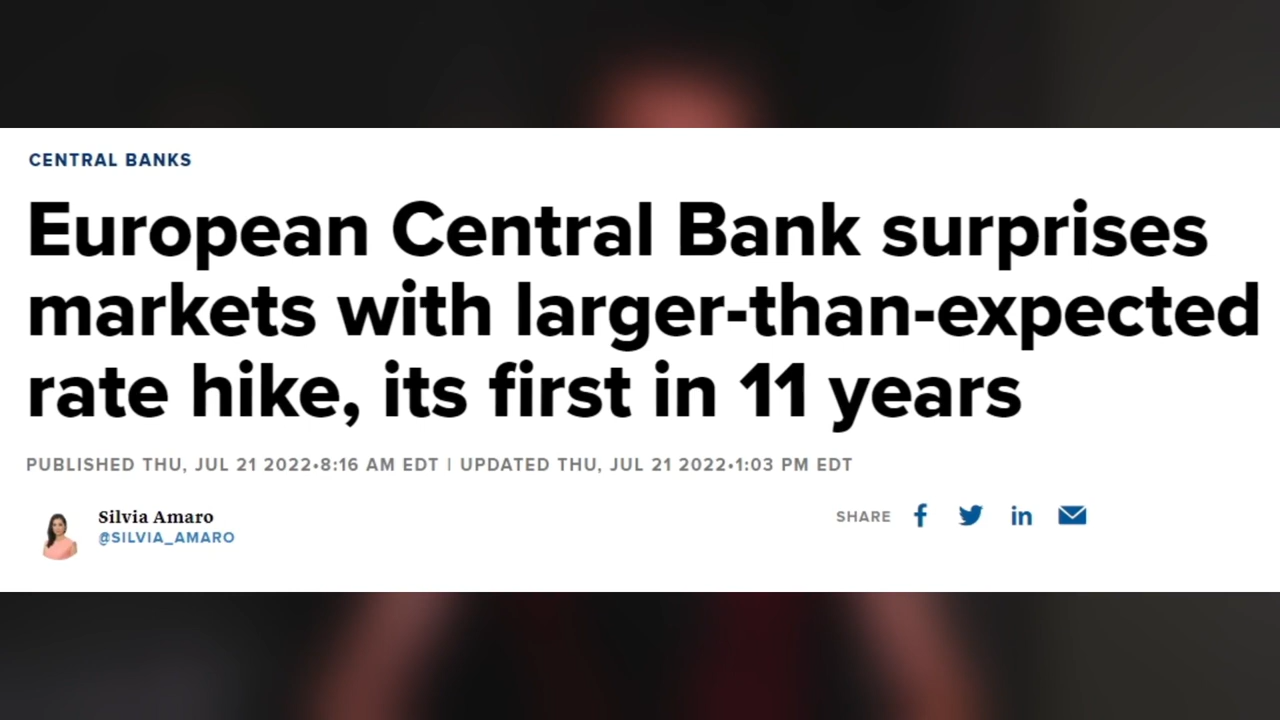 CENTRAL BANKS
European Central Bank surprises
markets with larger-than-expected
rate hike, its first in 11 years
PUBLISHED THU, JUL 21 2022•8:16 AM EDT | UPDATED THU, JUL 21 2022•1:03 PM EDT
Silvia Amaro
@SILVIA_AMARO
SHARE